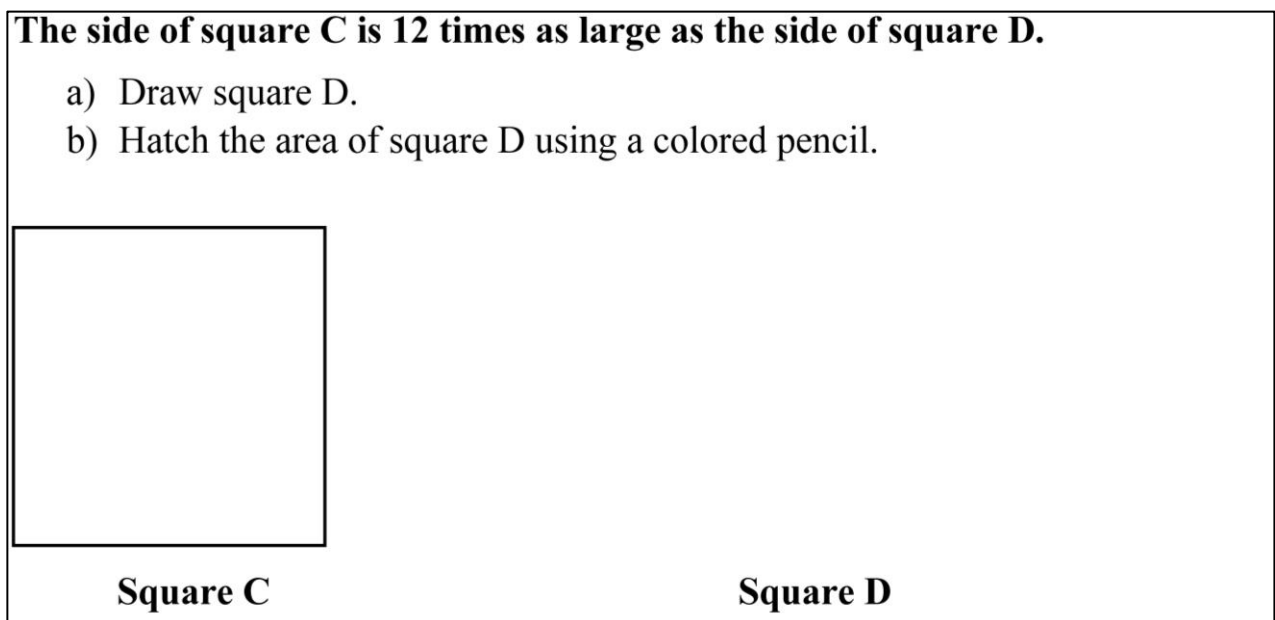 The side of square C is 12 times as large as the side of square D.
a) Draw square D.
b) Hatch the area of square D using a colored pencil.
Square C
Square D